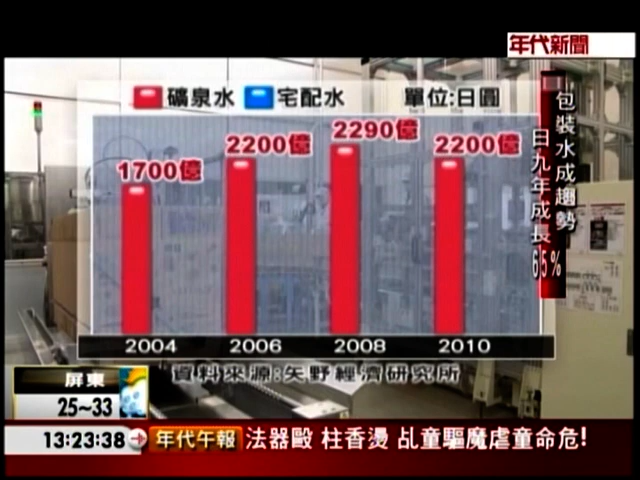 年代新聞
礦泉水 宅配水 單位:日圓
1700億 2200億 2290億 2200億
2004 2006 2008 2010
資料來源:矢野經濟研究所
包裝水成趨勢
日九年成長65%
屏東
25~33
13:23:38 年代午報 法器毆 柱香燙 乩童驅魔虐童命危!